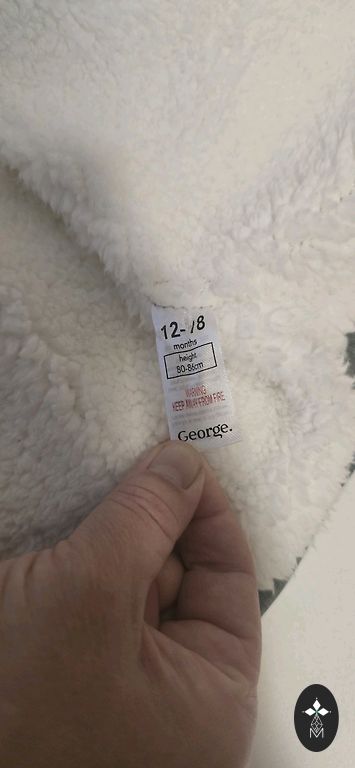 12-18
months
height
80-86cm
WARNING
KEEP AWAY FROM FIRE
George.
M